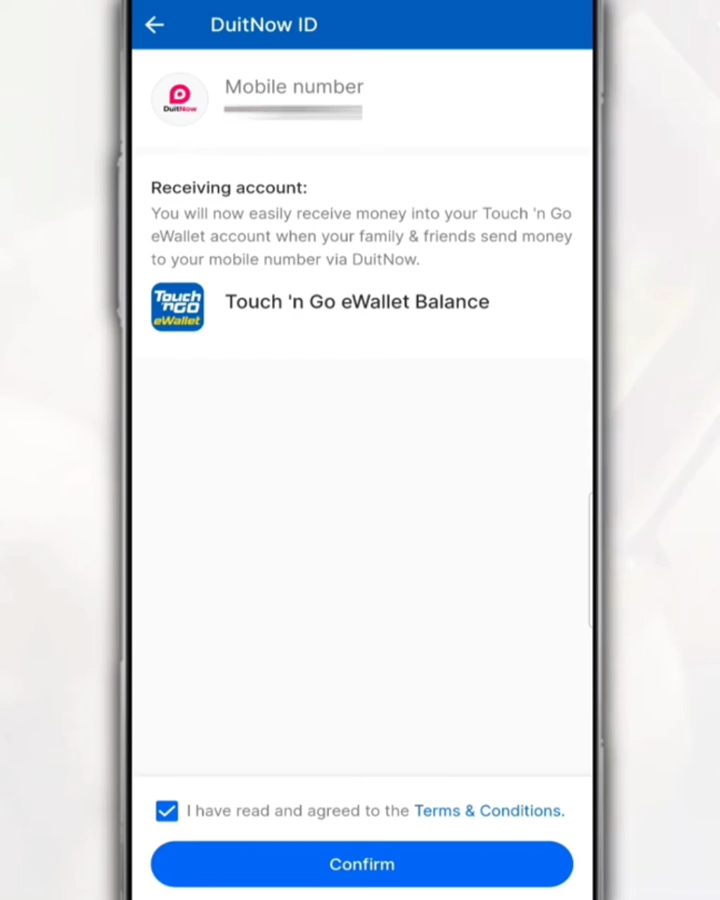 DuitNow ID
Mobile number
DuitNow
Receiving account:
You will now easily receive money into your Touch 'n Go
eWallet account when your family & friends send money
to your mobile number via DuitNow.
Touch
'nGO
eWallet
Touch 'n Go eWallet Balance
I have read and agreed to the Terms & Conditions.
Confirm